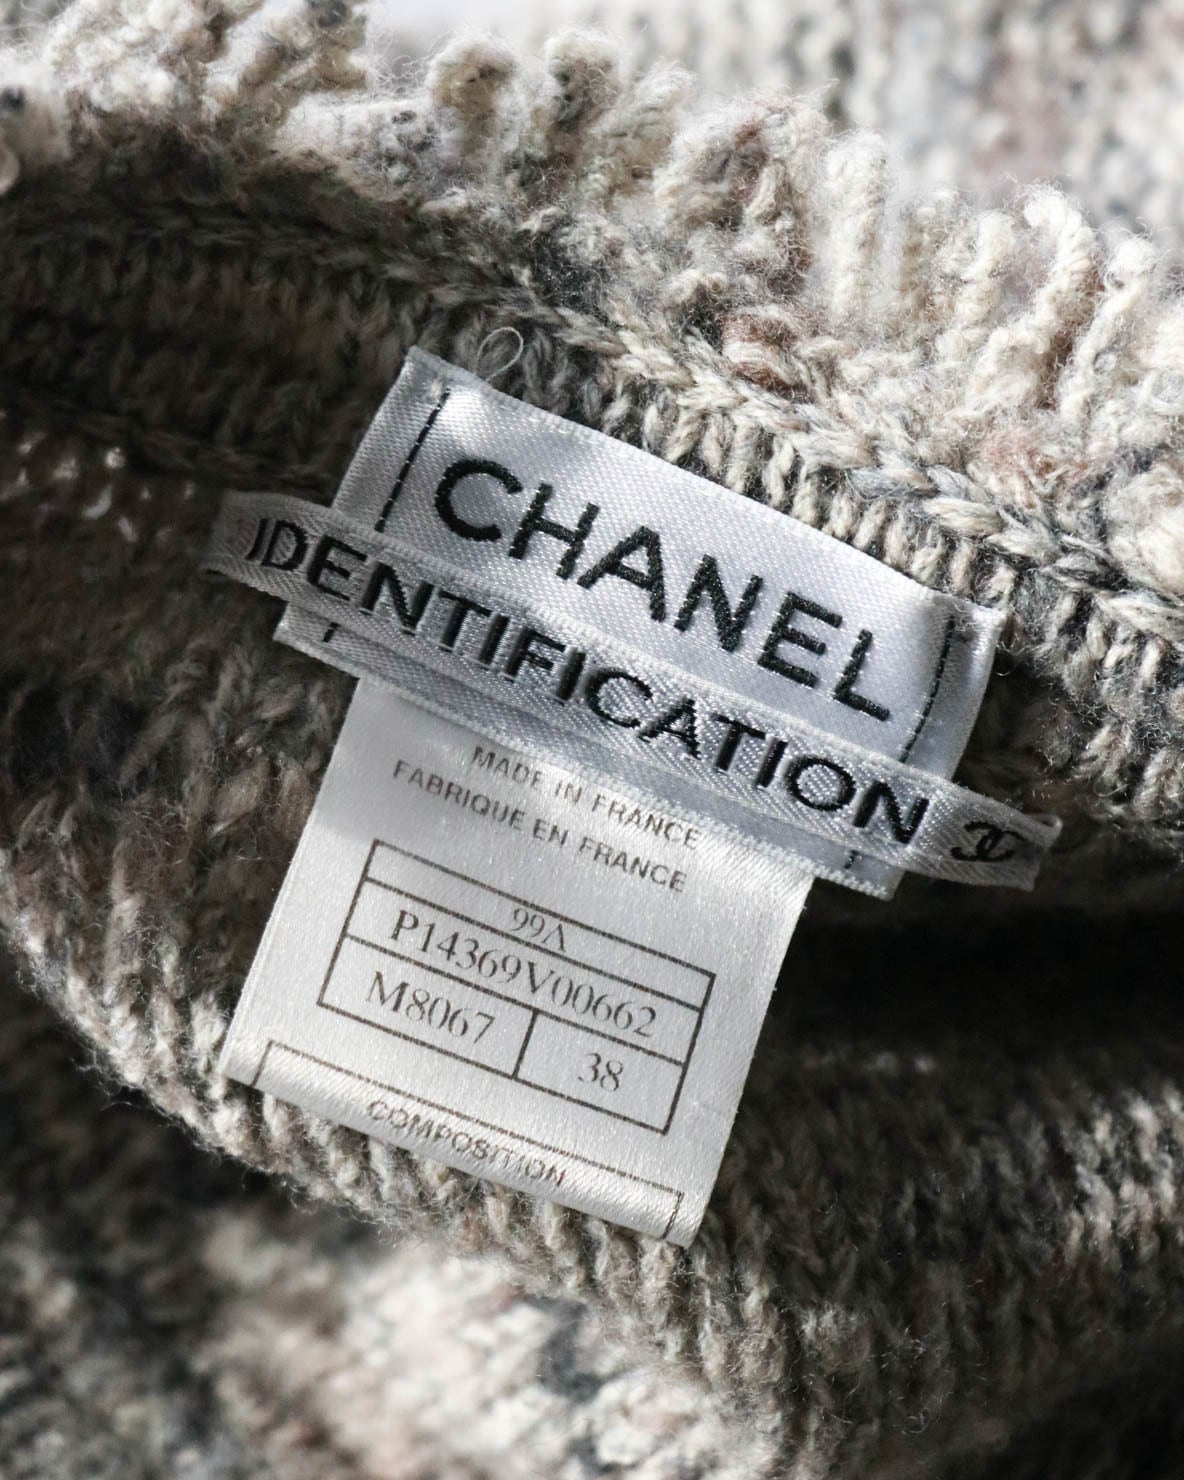 CHANEL
IDENTIFICATION
MADE IN FRANCE
FABRIQUE EN FRANCE
99A
P14369V00662
M8067
38
COMPOSITION